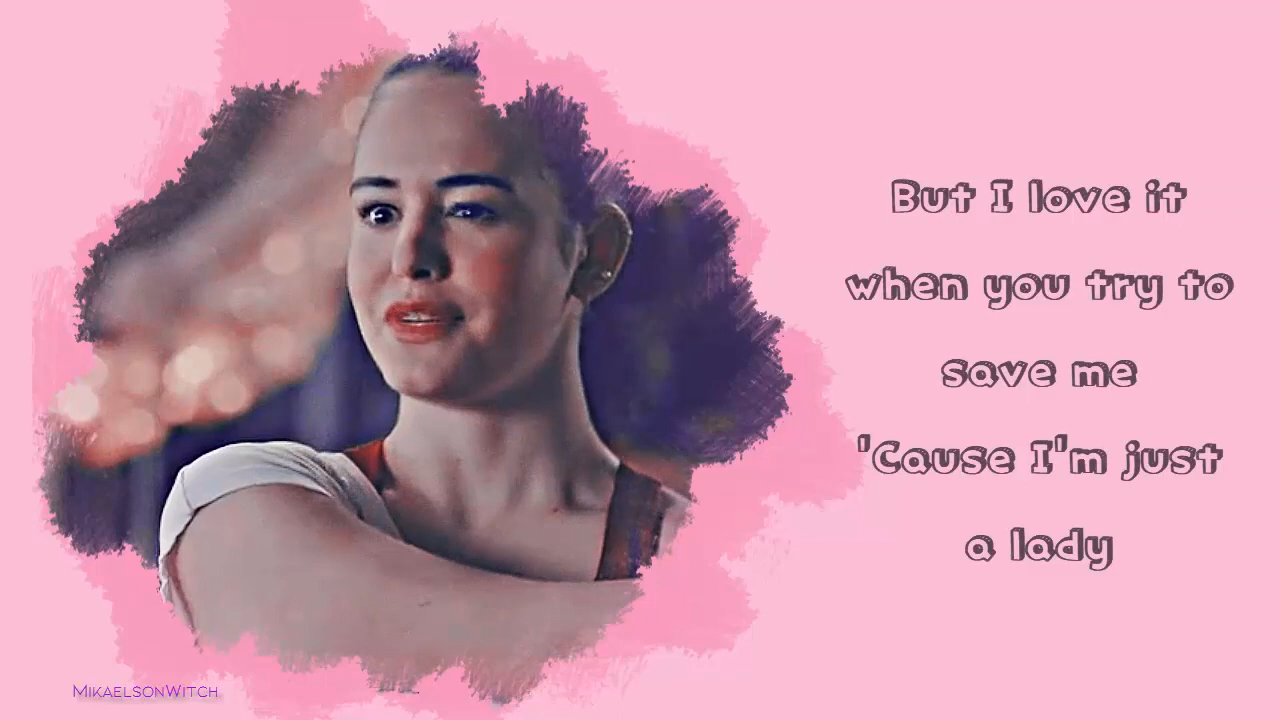 But I love it
when you try to
save me
'Cause I'm just
a lady
MikaelsonWitch